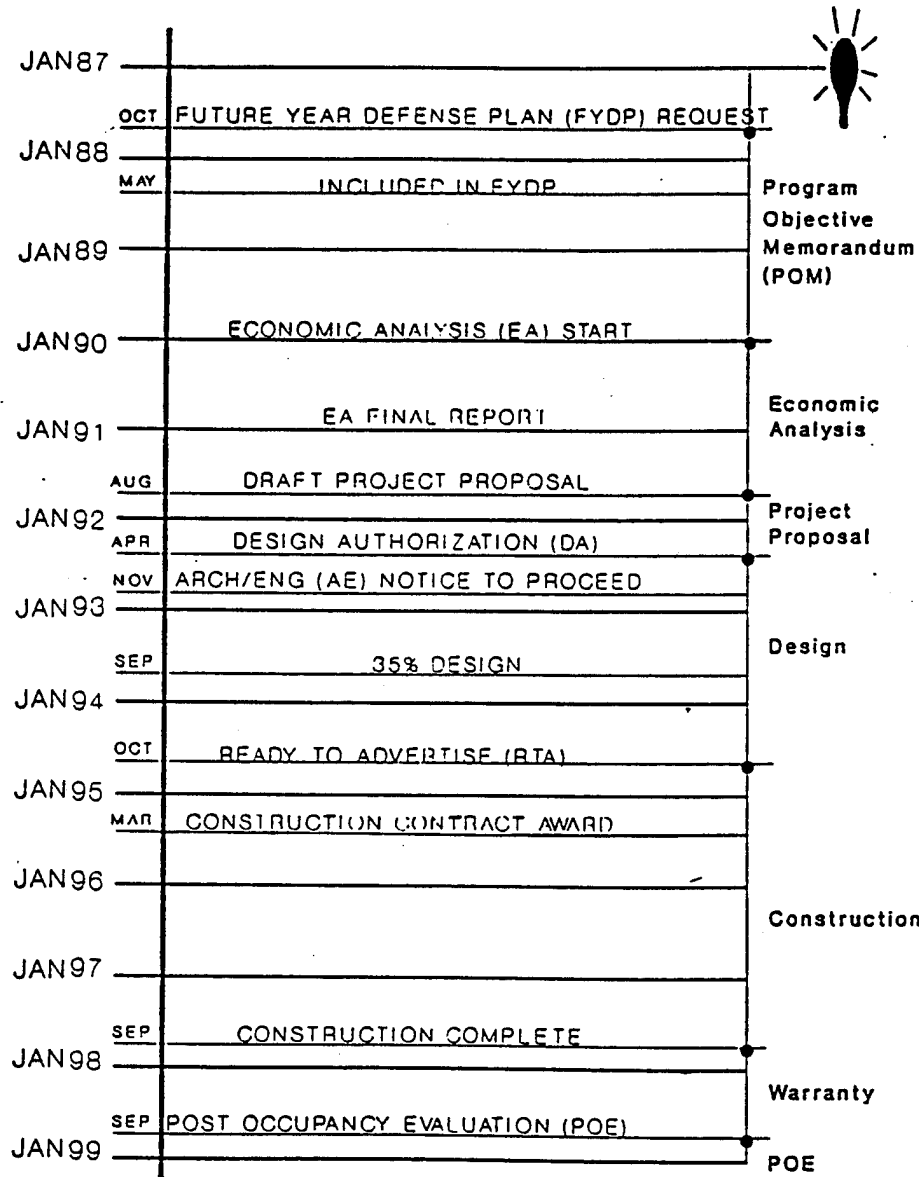 JAN87
OCT FUTURE YEAR DEFENSE PLAN (FYDP) REQUEST
JAN88
MAY INCLUDED IN FYDP
Program
Objective
JAN89
Memorandum
(POM)
JAN90 ECONOMIC ANALYSIS (EA) START
Economic
JAN91 EA FINAL REPORT
Analysis
AUG DRAFT PROJECT PROPOSAL
JAN92
Project
APR DESIGN AUTHORIZATION (DA)
Proposal
NOV ARCH/ENG (AE) NOTICE TO PROCEED
JAN93
Design
SEP 35% DESIGN
JAN94
OCT READY TO ADVERTISE (RTA)
JAN95
MAR CONSTRUCTION CONTRACT AWARD
JAN96
Construction
JAN97
SEP CONSTRUCTION COMPLETE
JAN98
Warranty
SEP POST OCCUPANCY EVALUATION (POE)
JAN99
POE